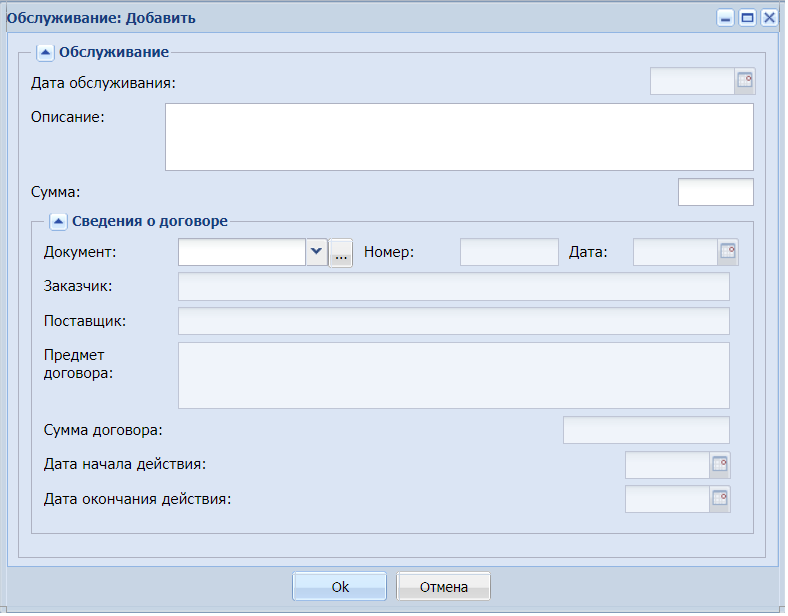 Обслуживание: Добавить
Обслуживание
Дата обслуживания:
Описание:
Сумма:
Сведения о договоре
Документ: ... Номер: Дата:
Заказчик:
Поставщик:
Предмет
договора:
Сумма договора:
Дата начала действия:
Дата окончания действия:
Ok Отмена